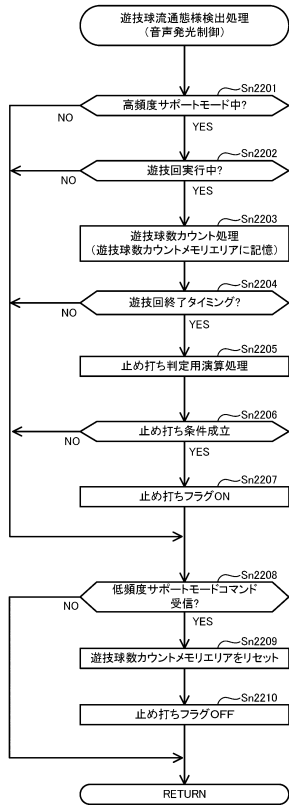 遊技球流通態様検出処理
(音声発光制御)
Sn2201
高頻度サポートモード中?
NO
YES
Sn2202
遊技回実行中?
NO
YES
Sn2203
遊技球数カウント処理
(遊技球数カウントメモリエリアに記憶)
Sn2204
遊技回終了タイミング?
NO
YES
Sn2205
止め打ち判定用演算処理
Sn2206
止め打ち条件成立
NO
YES
Sn2207
止め打ちフラグON
Sn2208
低頻度サポートモードコマンド
受信?
NO
YES
Sn2209
遊技球数カウントメモリエリアをリセット
Sn2210
止め打ちフラグOFF
RETURN